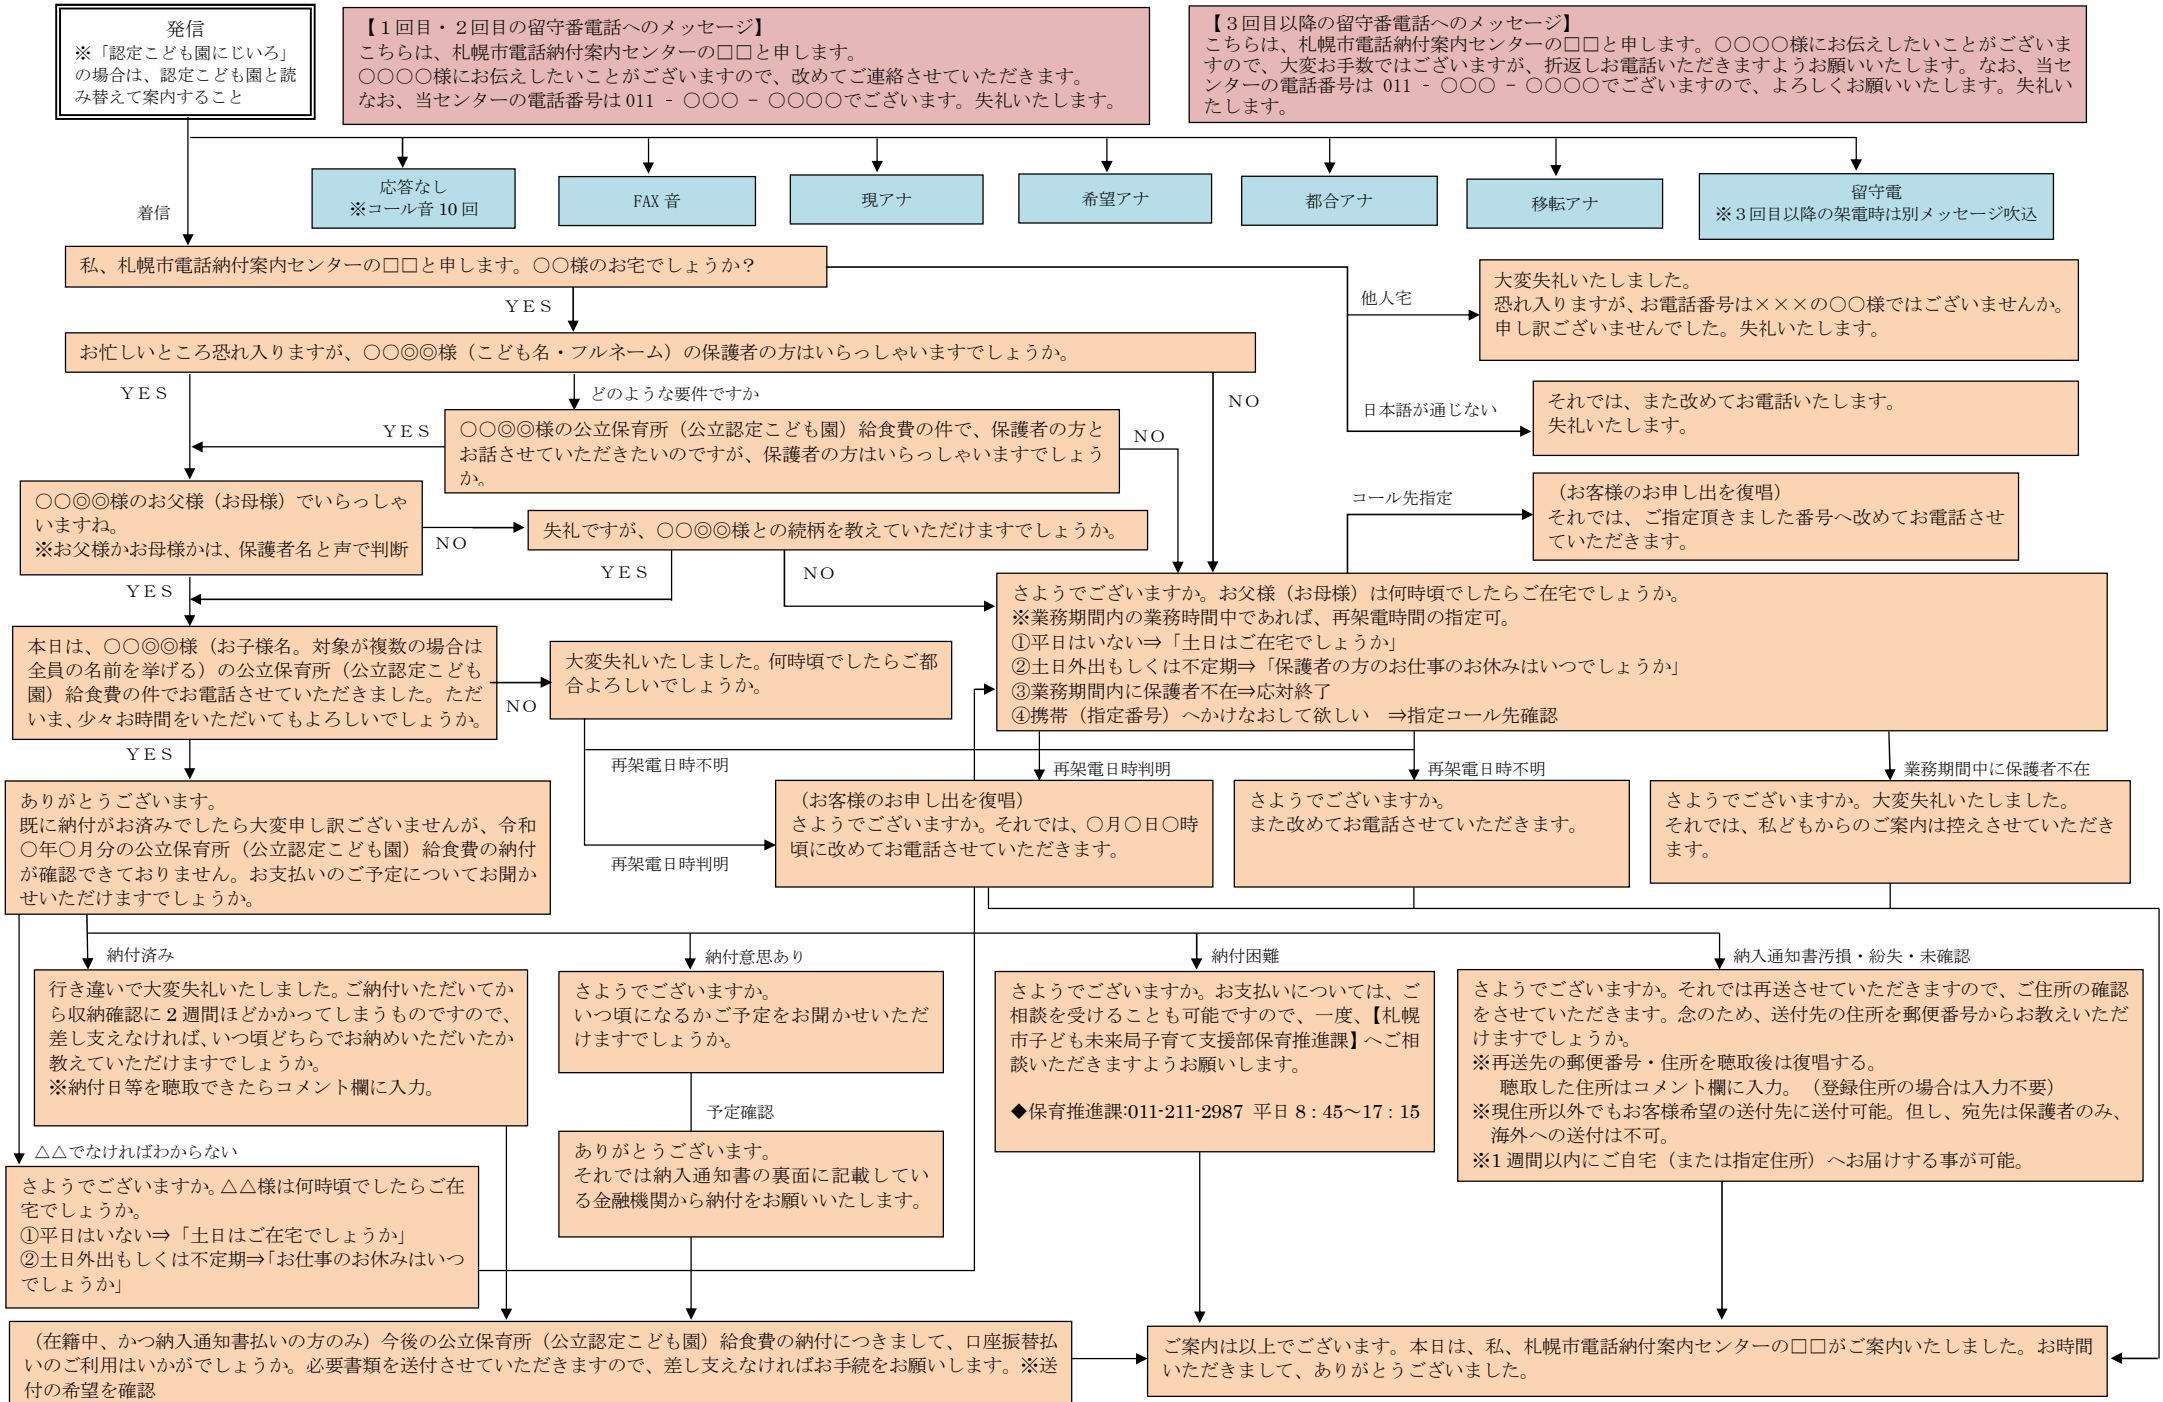 発信
※「認定こども園にじいろ」
の場合は、認定こども園と読
み替えて案内すること
【１回目・２回目の留守番電話へのメッセージ】
こちらは、札幌市電話納付案内センターの□□と申します。
○○○○様にお伝えしたいことがございますので、改めてご連絡させていただきます。
なお、当センターの電話番号は 011 － ○○○ － ○○○○でございます。失礼いたします。
【３回目以降の留守番電話へのメッセージ】
こちらは、札幌市電話納付案内センターの□□と申します。○○○○様にお伝えしたいことがございま
すので、大変お手数ではございますが、折返しお電話いただきますようお願いいたします。なお、当セ
ンターの電話番号は 011 － ○○○ － ○○○○でございますので、よろしくお願いいたします。失礼い
たします。
応答なし
※コール音 10 回
FAX 音
現アナ
希望アナ
都合アナ
移転アナ
留守電
※３回目以降の架電時は別メッセージ吹込
着信
私、札幌市電話納付案内センターの□□と申します。○○様のお宅でしょうか？
他人宅
大変失礼いたしました。
恐れ入りますが、お電話番号は×××の○○様ではございませんか。
申し訳ございませんでした。失礼いたします。
ＹＥＳ
お忙しいところ恐れ入りますが、○○◎◎様（こども名・フルネーム）の保護者の方はいらっしゃいますでしょうか。
日本語が通じない
それでは、また改めてお電話いたします。
失礼いたします。
ＹＥＳ
どのような要件ですか
ＮＯ
ＹＥＳ
○○◎◎様の公立保育所（公立認定こども園）給食費の件で、保護者の方と
お話させていただきたいのですが、保護者の方はいらっしゃいますでしょう
か。
ＮＯ
○○◎◎様のお父様（お母様）でいらっしゃ
いますね。
※お父様かお母様かは、保護者名と声で判断
ＮＯ
失礼ですが、○○◎◎様との続柄を教えていただけますでしょうか。
コール先指定
（お客様のお申し出を復唱）
それでは、ご指定頂きました番号へ改めてお電話させ
ていただきます。
ＹＥＳ
ＹＥＳ
ＮＯ
さようでございますか。お父様（お母様）は何時頃でしたらご在宅でしょうか。
※業務期間内の業務時間中であれば、再架電時間の指定可。
①平日はいない⇒「土日はご在宅でしょうか」
②土日外出もしくは不定期⇒「保護者の方のお仕事のお休みはいつでしょうか」
③業務期間内に保護者不在⇒応対終了
④携帯（指定番号）へかけなおして欲しい　⇒指定コール先確認
本日は、○○◎◎様（お子様名。対象が複数の場合は
全員の名前を挙げる）の公立保育所（公立認定こども
園）給食費の件でお電話させていただきました。ただ
いま、少々お時間をいただいてもよろしいでしょうか。
ＮＯ
大変失礼いたしました。何時頃でしたらご都
合よろしいでしょうか。
ＹＥＳ
再架電日時不明
再架電日時判明
再架電日時判明
再架電日時不明
業務期間中に保護者不在
ありがとうございます。
既に納付がお済みでしたら大変申し訳ございませんが、令和
○年○月分の公立保育所（公立認定こども園）給食費の納付
が確認できておりません。お支払いのご予定についてお聞か
せいただけますでしょうか。
（お客様のお申し出を復唱）
さようでございますか。それでは、○月○日○時
頃に改めてお電話させていただきます。
さようでございますか。
また改めてお電話させていただきます。
さようでございますか。大変失礼いたしました。
それでは、私どもからのご案内は控えさせていただき
ます。
納付済み
行き違いで大変失礼いたしました。ご納付いただいてか
ら収納確認に 2 週間ほどかかってしまうものですので、
差し支えなければ、いつ頃どちらでお納めいただいたか
教えていただけますでしょうか。
※納付日等を聴取できたらコメント欄に入力。
納付意思あり
さようでございますか。
いつ頃になるかご予定をお聞かせいただ
けますでしょうか。
予定確認
ありがとうございます。
それでは納入通知書の裏面に記載してい
る金融機関から納付をお願いいたします。
納付困難
さようでございますか。お支払いについては、ご
相談を受けることも可能ですので、一度、【札幌
市子ども未来局子育て支援部保育推進課】へご相
談いただきますようお願いします。
◆保育推進課:011-211-2987 平日 8：45～17：15
納入通知書汚損・紛失・未確認
さようでございますか。それでは再送させていただきますので、ご住所の確認
をさせていただきます。念のため、送付先の住所を郵便番号からお教えいただ
けますでしょうか。
※再送先の郵便番号・住所を聴取後は復唱する。
聴取した住所はコメント欄に入力。（登録住所の場合は入力不要）
※現住所以外でもお客様希望の送付先に送付可能。但し、宛先は保護者のみ、
海外への送付は不可。
※1 週間以内にご自宅（または指定住所）へお届けする事が可能。
△△でなければわからない
さようでございますか。△△様は何時頃でしたらご在
宅でしょうか。
①平日はいない⇒「土日はご在宅でしょうか」
②土日外出もしくは不定期⇒「お仕事のお休みはいつ
でしょうか」
（在籍中、かつ納入通知書払いの方のみ）今後の公立保育所（公立認定こども園）給食費の納付につきまして、口座振替払
いのご利用はいかがでしょうか。必要書類を送付させていただきますので、差し支えなければお手続をお願いします。※送
付の希望を確認
ご案内は以上でございます。本日は、私、札幌市電話納付案内センターの□□がご案内いたしました。お時間
いただきまして、ありがとうございました。